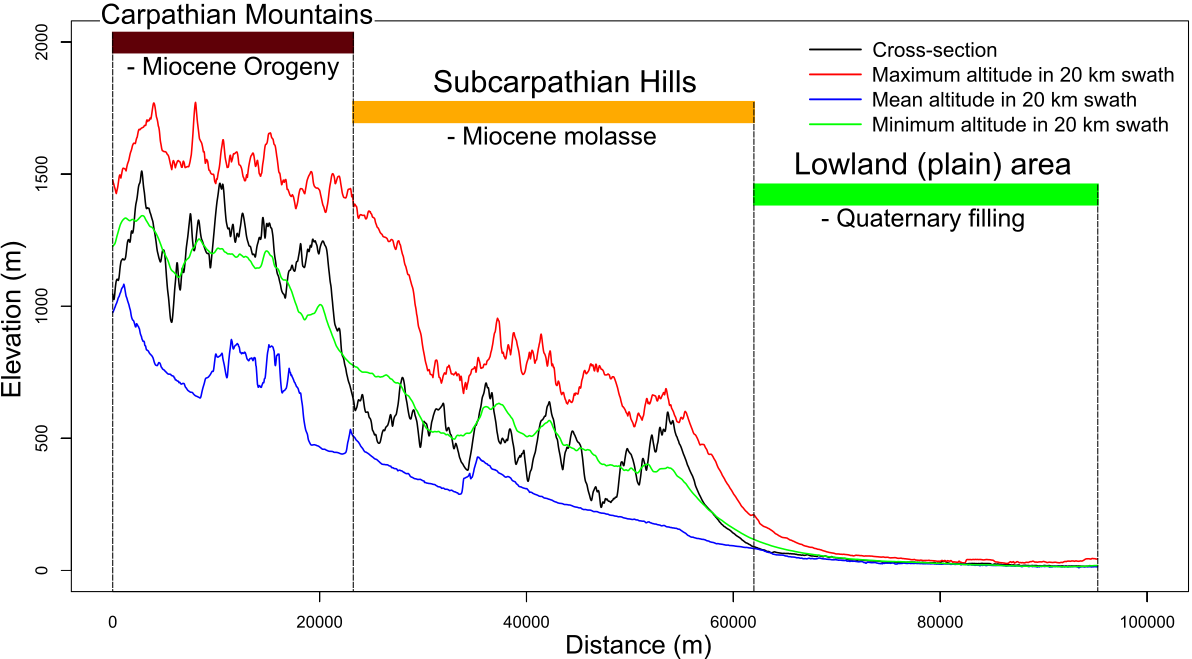 Carpathian Mountains
- Miocene Orogeny
Subcarpathian Hills
- Miocene molasse
Lowland (plain) area
- Quaternary filling
Cross-section
Maximum altitude in 20 km swath
Mean altitude in 20 km swath
Minimum altitude in 20 km swath
Elevation (m)
2000
1500
1000
500
0
0
20000
40000
60000
80000
100000
Distance (m)